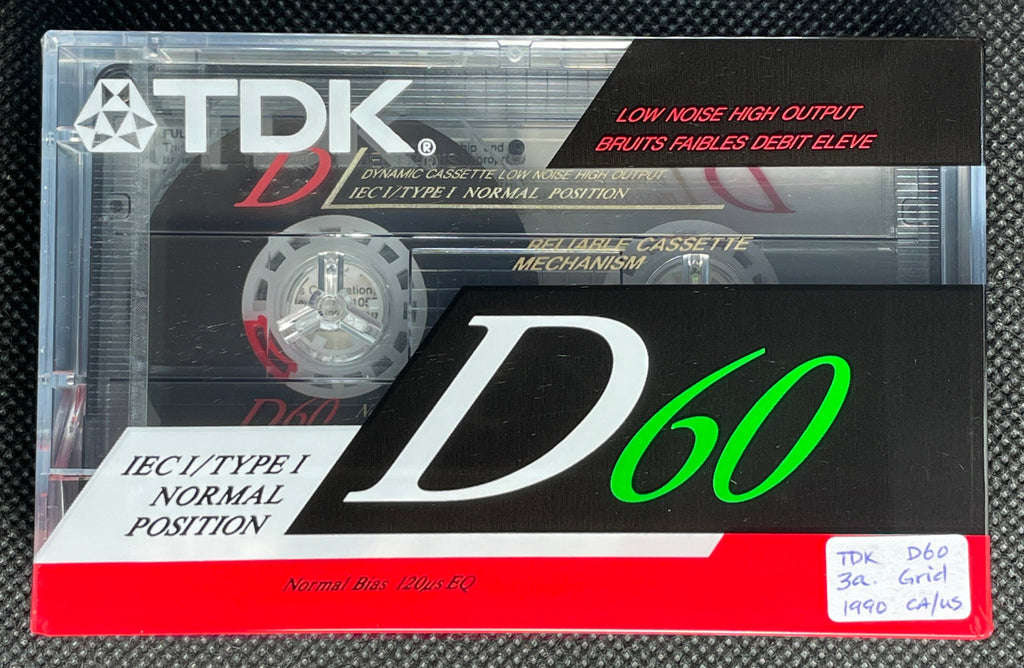 TDK®
LOW NOISE HIGH OUTPUT
BRUITS FAIBLES DEBIT ELEVE
D
DYNAMIC CASSETTE LOW NOISE HIGH OUTPUT
IEC I/TYPE I NORMAL POSITION
RELIABLE CASSETTE
MECHANISM
D60
D60
IEC I/TYPE I
NORMAL
POSITION
Normal Bias 120µs EQ
TDK D60
3a. Grid
1990 CA/US